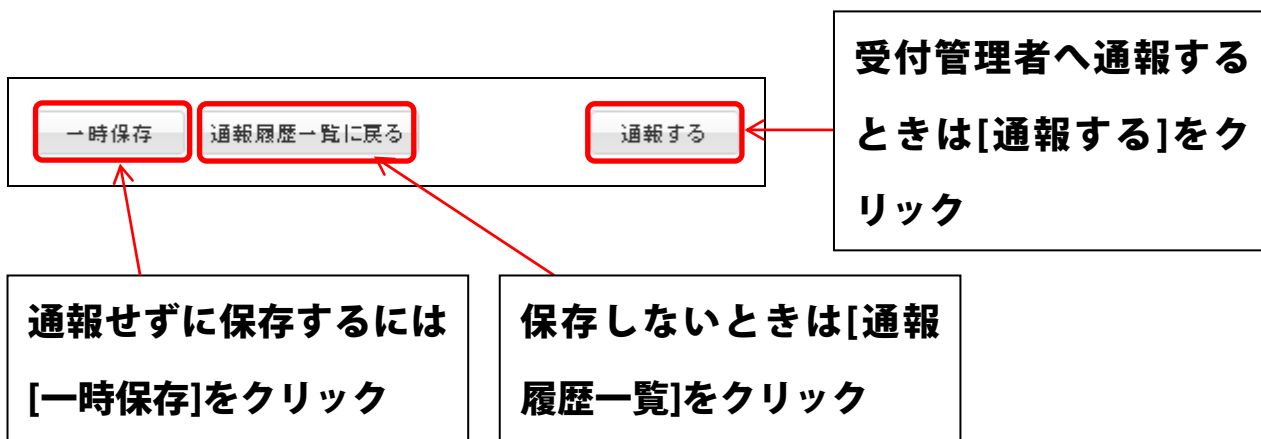 受付管理者へ通報する
ときは[通報する]をク
リック
一時保存
通報履歴一覧に戻る
通報する
通報せずに保存するには
[一時保存]をクリック
保存しないときは[通報
履歴一覧]をクリック